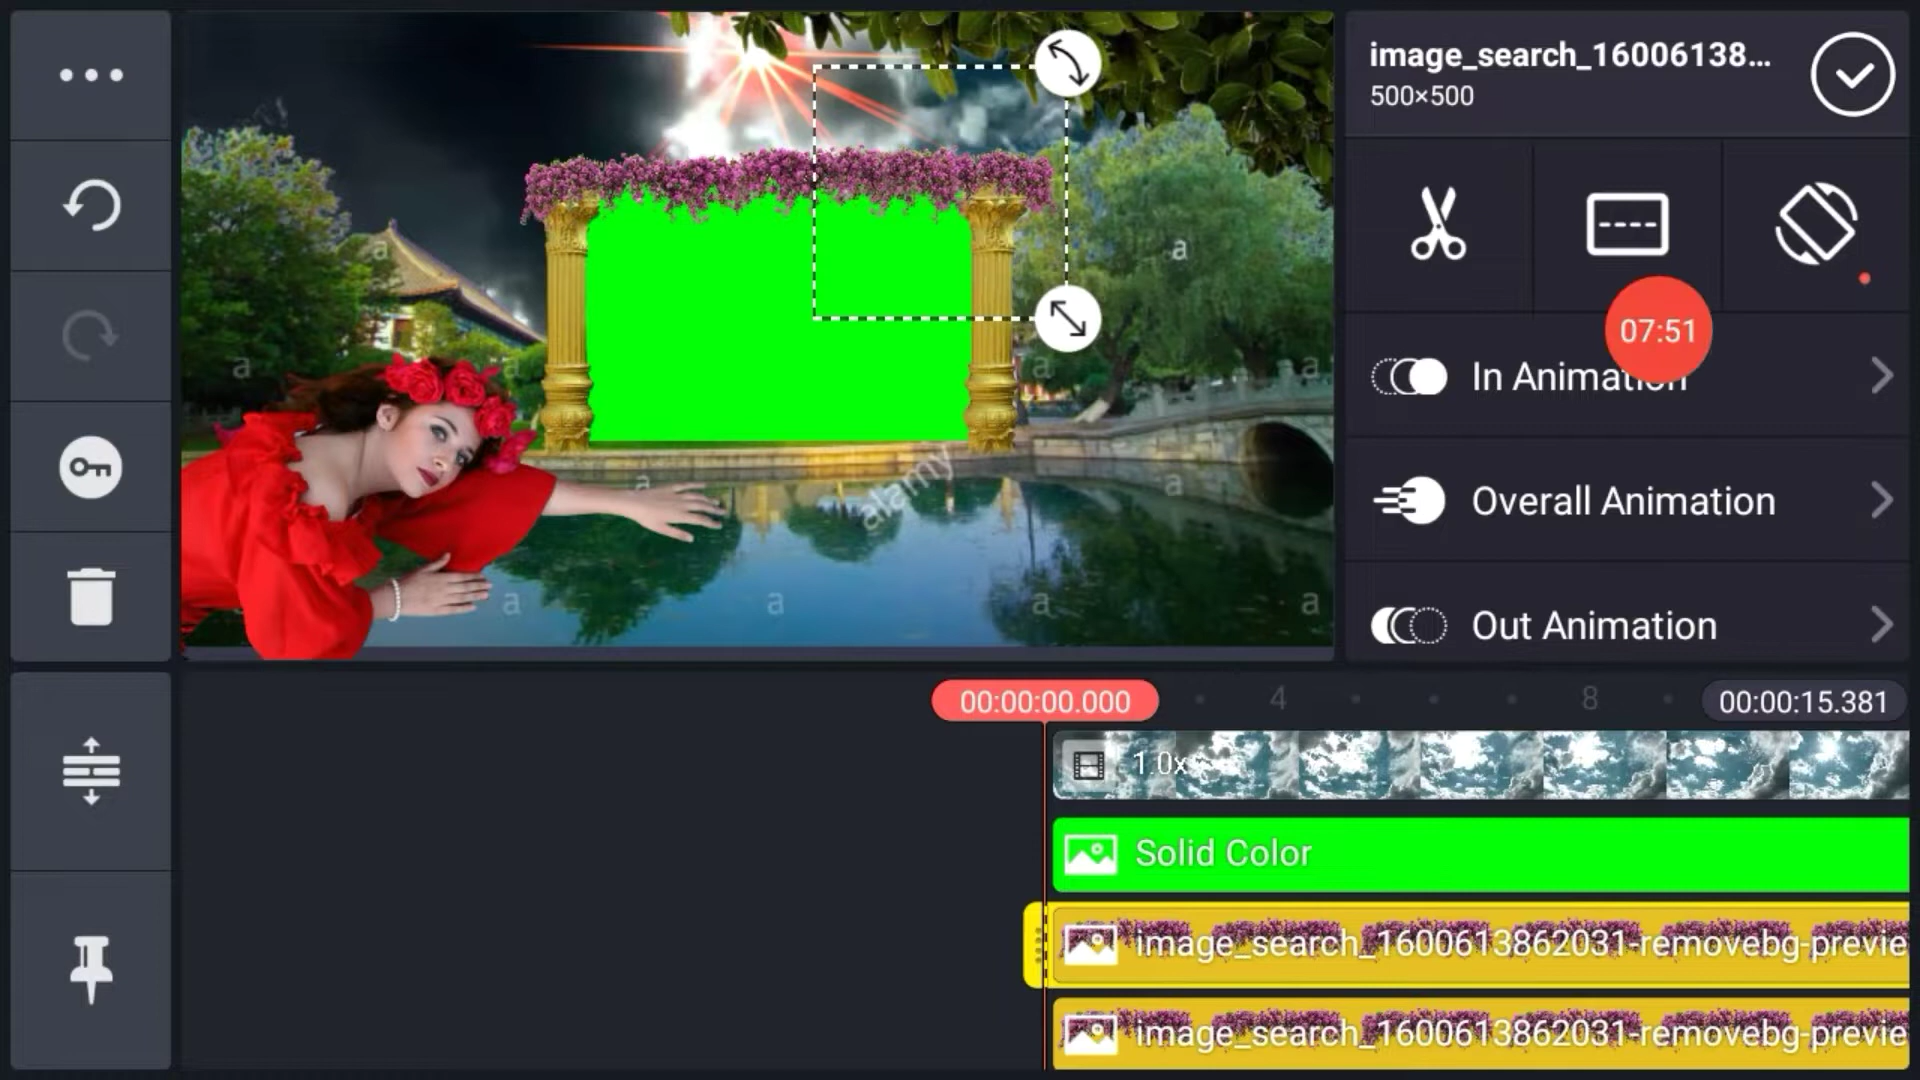 image_search_16006138...
500×500
07:51
In Animation
Overall Animation
Out Animation
a
a
a
a
a
a
a
a
a
a
a
a
alamy
00:00:00.000
4
8
00:00:15.381
1.0x
Solid Color
image_search_1600613862031-removebg-previe
image_search_1600613862031-removebg-previe